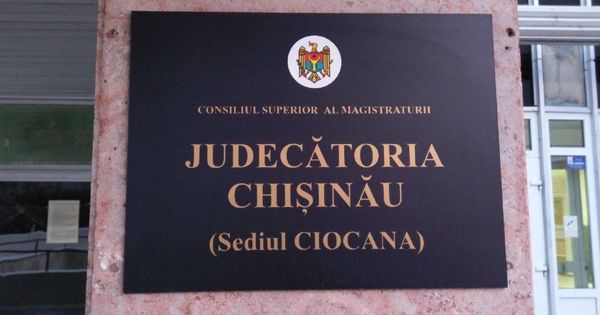 CONSILIUL SUPERIOR AL MAGISTRATURII
JUDECĂTORIA
CHIȘINĂU
(Sediul CIOCANA)